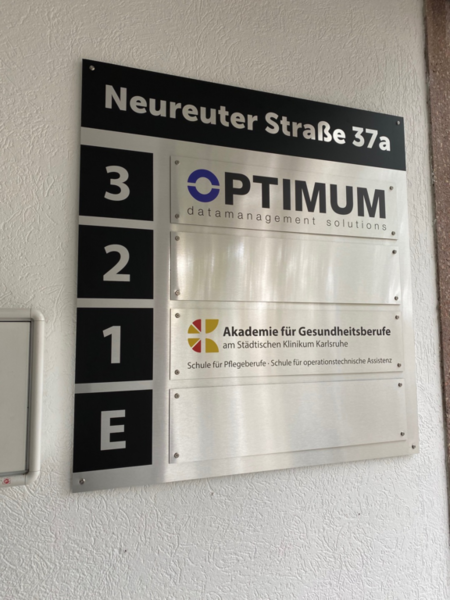 Neureuter Straße 37a
3
OPTIMUM
datamanagement solutions
2
1
Akademie für Gesundheitsberufe
am Städtischen Klinikum Karlsruhe
Schule für Pflegeberufe · Schule für operationstechnische Assistenz
E